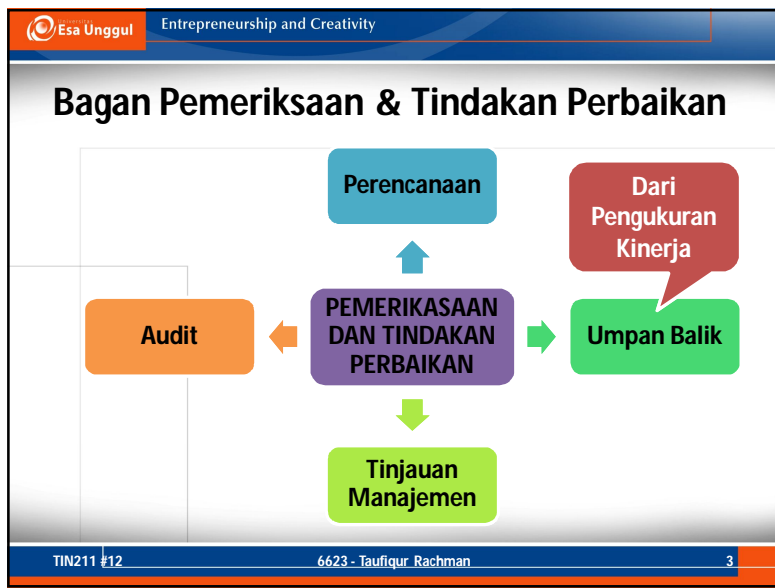 Universitas
Esa Unggul
Entrepreneurship and Creativity
Bagan Pemeriksaan & Tindakan Perbaikan
Perencanaan
Dari
Pengukuran
Kinerja
Audit
PEMERIKASAAN
DAN TINDAKAN
PERBAIKAN
Umpan Balik
Tinjauan
Manajemen
TIN211 #12
6623 - Taufiqur Rachman
3